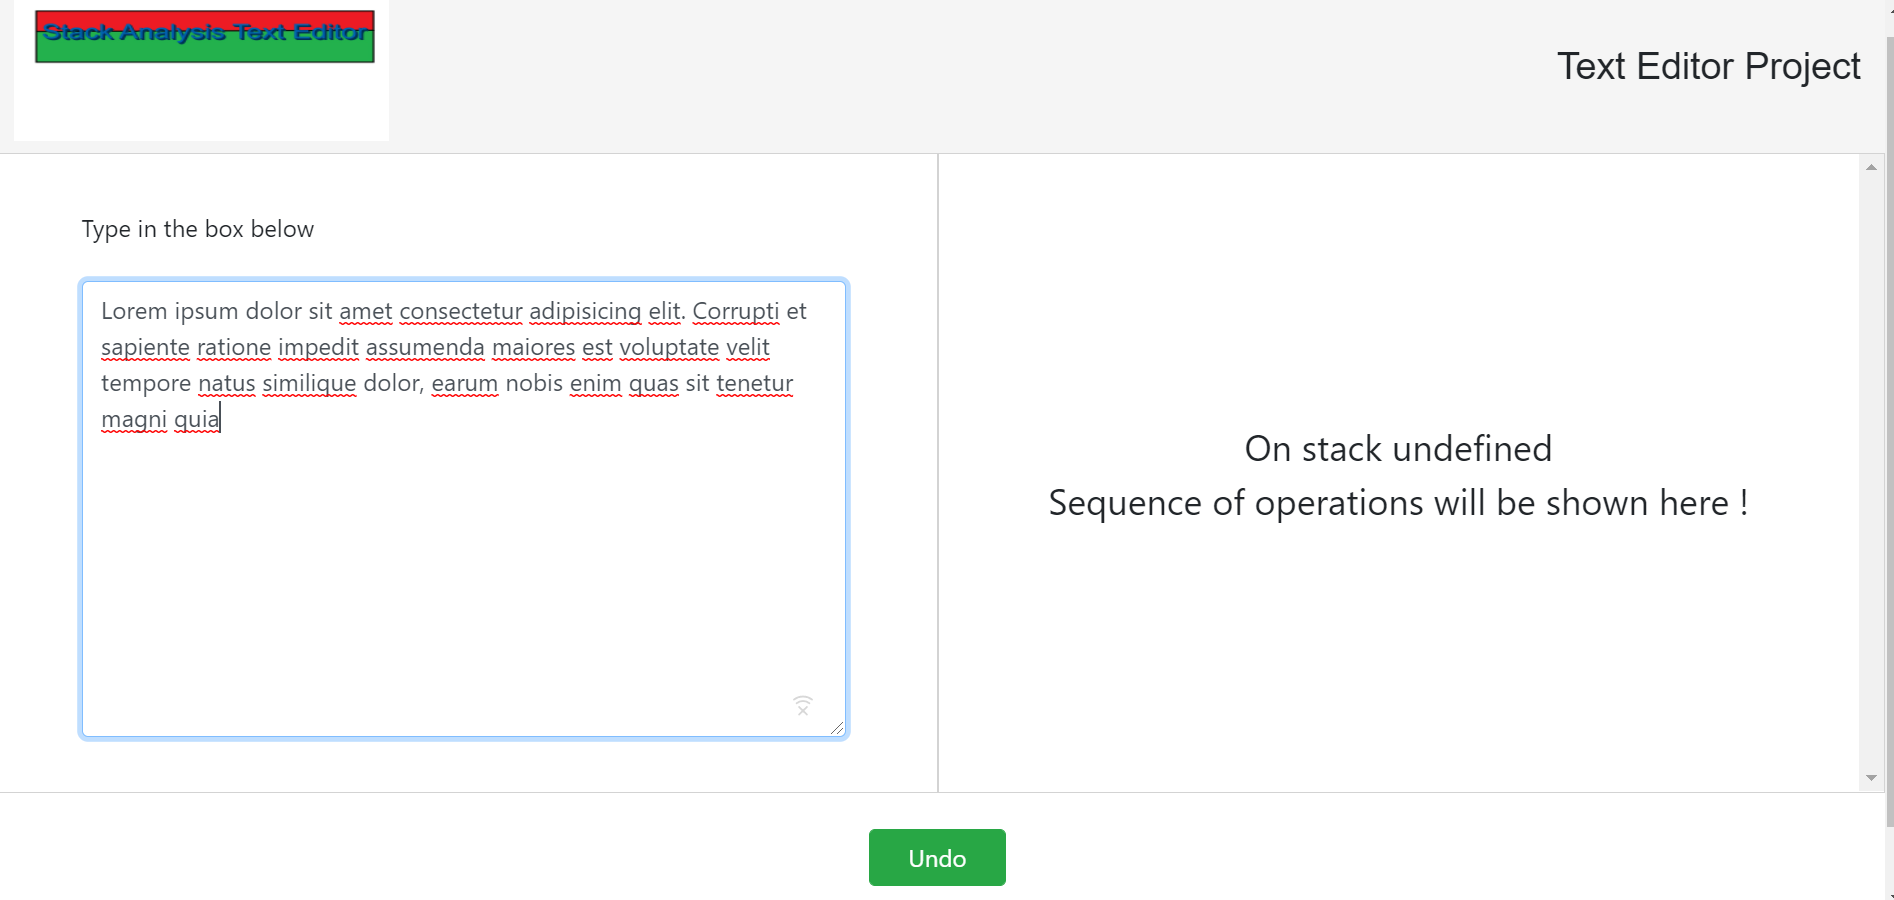 Stack Analysis Text Editor
Text Editor Project
Type in the box below
Lorem ipsum dolor sit amet consectetur adipisicing elit. Corrupti et
sapiente ratione impedit assumenda maiores est voluptate velit
tempore natus similique dolor, earum nobis enim quas sit tenetur
magni quia
On stack undefined
Sequence of operations will be shown here !
Undo